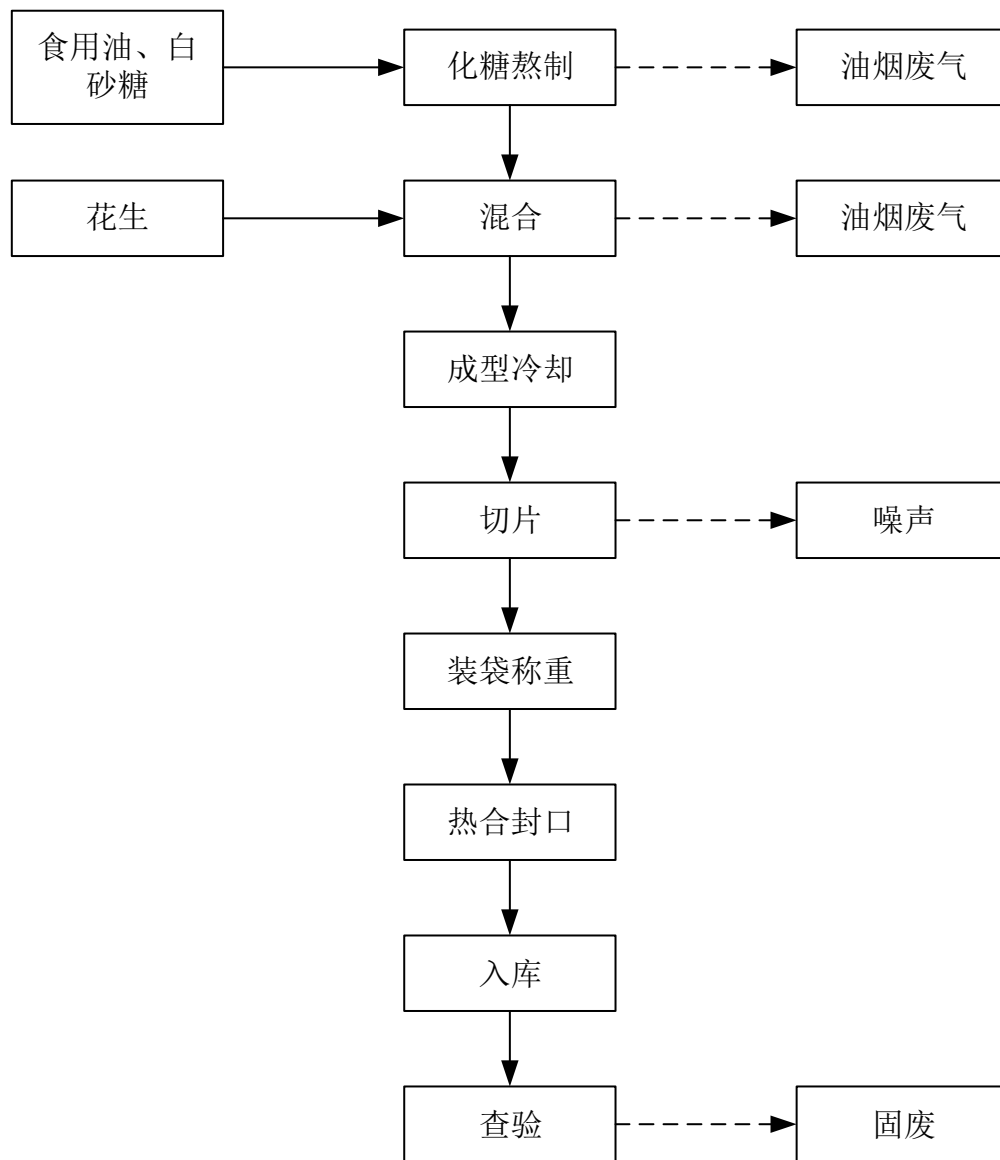 食用油、白
砂糖
化糖熬制
油烟废气
花生
混合
油烟废气
成型冷却
切片
噪声
装袋称重
热合封口
入库
查验
固废